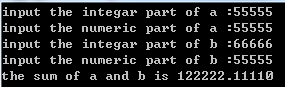 input the integar part of a :55555
input the numeric part of a :55555
input the integar part of b :66666
input the numeric part of b :55555
the sum of a and b is 122222.11110